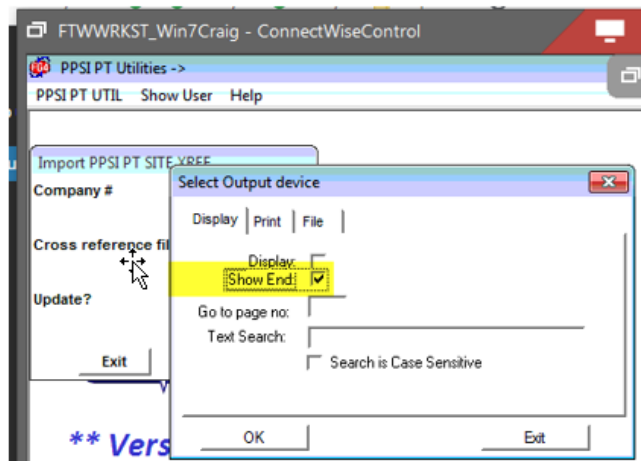 FTWWRKST_Win7Craig - ConnectWiseControl
PPSI PT Utilities ->
PPSI PT UTIL Show User Help
Import PPSI PT SITE XREF
Company #
Cross reference fil
Update?
Exit
Select Output device
Display Print File
Display:
Show End:
Go to page no:
Text Search:
Search is Case Sensitive
OK Exit
** Vers